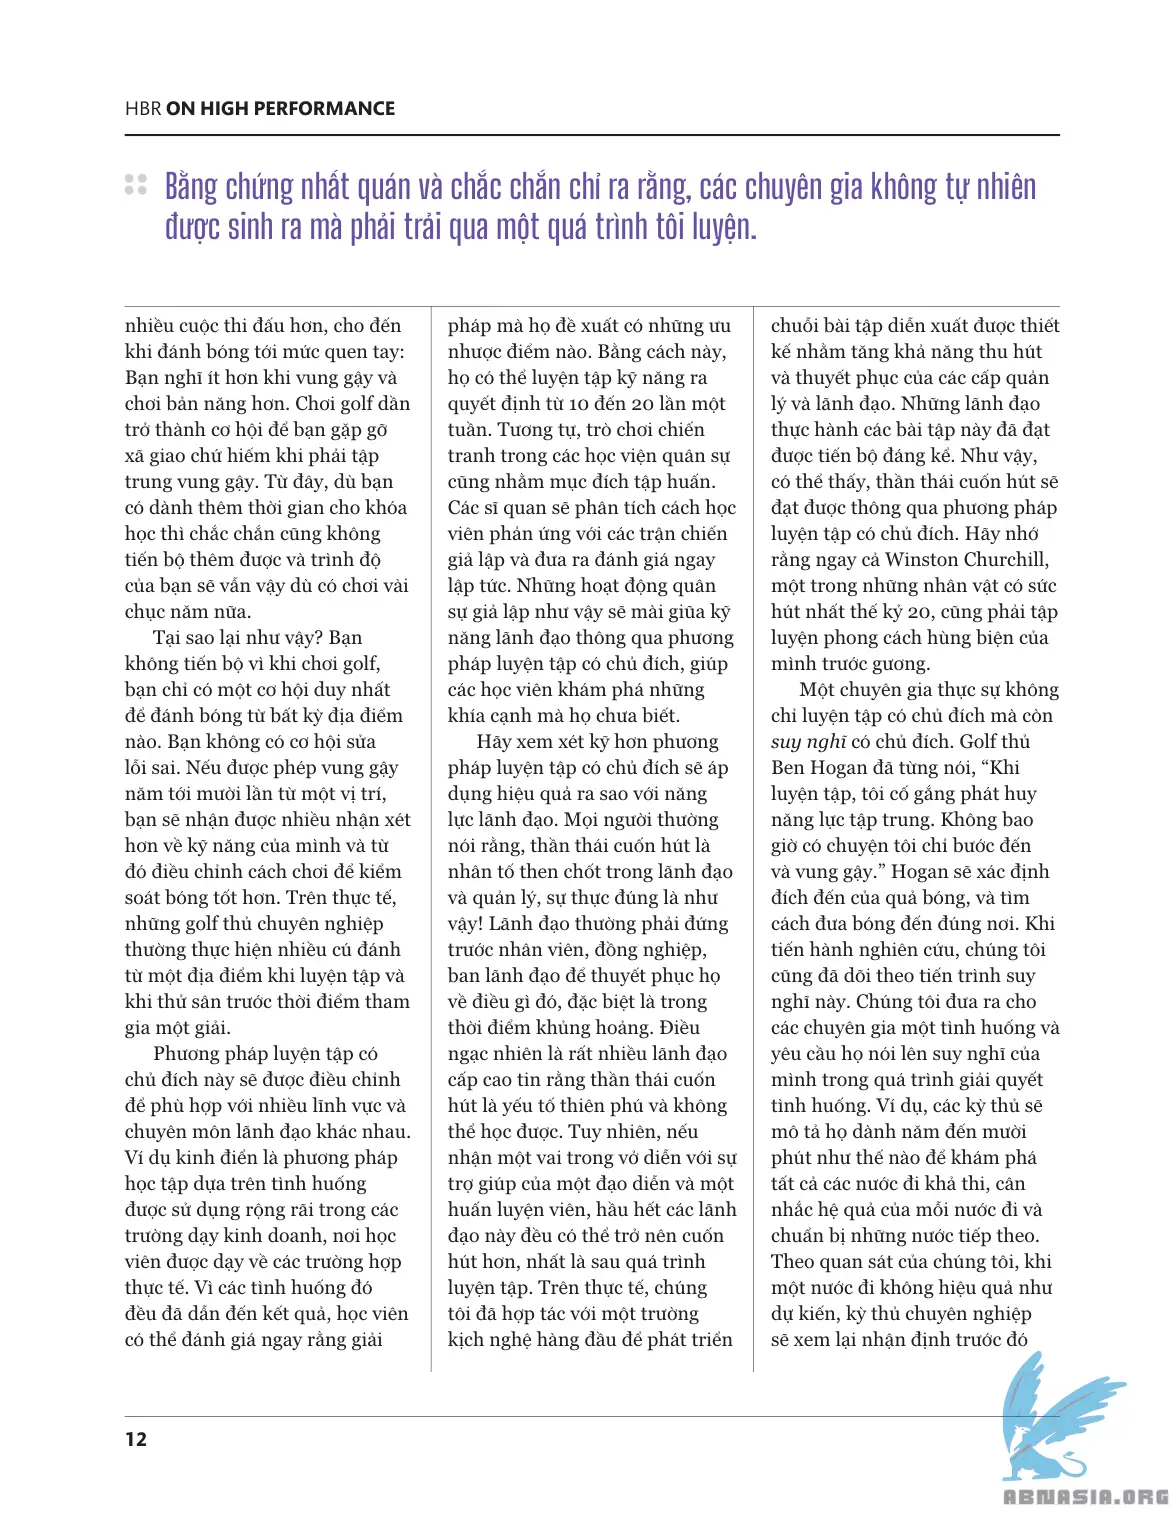 HBR ON HIGH PERFORMANCE
Bằng chứng nhất quán và chắc chắn chỉ ra rằng, các chuyên gia không tự nhiên
được sinh ra mà phải trải qua một quá trình tôi luyện.
nhiều cuộc thi đấu hơn, cho đến
khi đánh bóng tới mức quen tay:
Bạn nghĩ ít hơn khi vung gậy và
chơi bản năng hơn. Chơi golf dần
trở thành cơ hội để bạn gặp gỡ
xã giao chứ hiếm khi phải tập
trung vung gậy. Từ đây, dù bạn
có dành thêm thời gian cho khóa
học thì chắc chắn cũng không
tiến bộ thêm được và trình độ
của bạn sẽ vẫn vậy dù có chơi vài
chục năm nữa.
Tại sao lại như vậy? Bạn
không tiến bộ vì khi chơi golf,
bạn chỉ có một cơ hội duy nhất
để đánh bóng từ bất kỳ địa điểm
nào. Bạn không có cơ hội sửa
lỗi sai. Nếu được phép vung gậy
năm tới mười lần từ một vị trí,
bạn sẽ nhận được nhiều nhận xét
hơn về kỹ năng của mình và từ
đó điều chỉnh cách chơi để kiểm
soát bóng tốt hơn. Trên thực tế,
những golf thủ chuyên nghiệp
thường thực hiện nhiều cú đánh
từ một địa điểm khi luyện tập và
khi thử sân trước thời điểm tham
gia một giải.
Phương pháp luyện tập có
chủ đích này sẽ được điều chỉnh
để phù hợp với nhiều lĩnh vực và
chuyên môn lãnh đạo khác nhau.
Ví dụ kinh điển là phương pháp
học tập dựa trên tình huống
được sử dụng rộng rãi trong các
trường dạy kinh doanh, nơi học
viên được dạy về các trường hợp
thực tế. Vì các tình huống đó
đều đã dẫn đến kết quả, học viên
có thể đánh giá ngay rằng giải
pháp mà họ đề xuất có những ưu
nhược điểm nào. Bằng cách này,
họ có thể luyện tập kỹ năng ra
quyết định từ 10 đến 20 lần một
tuần. Tương tự, trò chơi chiến
tranh trong các học viện quân sự
cũng nhằm mục đích tập huấn.
Các sĩ quan sẽ phân tích cách học
viên phản ứng với các trận chiến
giả lập và đưa ra đánh giá ngay
lập tức. Những hoạt động quân
sự giả lập như vậy sẽ mài giũa kỹ
năng lãnh đạo thông qua phương
pháp luyện tập có chủ đích, giúp
các học viên khám phá những
khía cạnh mà họ chưa biết.
Hãy xem xét kỹ hơn phương
pháp luyện tập có chủ đích sẽ áp
dụng hiệu quả ra sao với năng
lực lãnh đạo. Mọi người thường
nói rằng, thần thái cuốn hút là
nhân tố then chốt trong lãnh đạo
và quản lý, sự thực đúng là như
vậy! Lãnh đạo thường phải đứng
trước nhân viên, đồng nghiệp,
ban lãnh đạo để thuyết phục họ
về điều gì đó, đặc biệt là trong
thời điểm khủng hoảng. Điều
ngạc nhiên là rất nhiều lãnh đạo
cấp cao tin rằng thần thái cuốn
hút là yếu tố thiên phú và không
thể học được. Tuy nhiên, nếu
nhận một vai trong vở diễn với sự
trợ giúp của một đạo diễn và một
huấn luyện viên, hầu hết các lãnh
đạo này đều có thể trở nên cuốn
hút hơn, nhất là sau quá trình
luyện tập. Trên thực tế, chúng
tôi đã hợp tác với một trường
kịch nghệ hàng đầu để phát triển
chuỗi bài tập diễn xuất được thiết
kế nhằm tăng khả năng thu hút
và thuyết phục của các cấp quản
lý và lãnh đạo. Những lãnh đạo
thực hành các bài tập này đã đạt
được tiến bộ đáng kể. Như vậy,
có thể thấy, thần thái cuốn hút sẽ
đạt được thông qua phương pháp
luyện tập có chủ đích. Hãy nhớ
rằng ngay cả Winston Churchill,
một trong những nhân vật có sức
hút nhất thế kỷ 20, cũng phải tập
luyện phong cách hùng biện của
mình trước gương.
Một chuyên gia thực sự không
chỉ luyện tập có chủ đích mà còn
suy nghĩ có chủ đích. Golf thủ
Ben Hogan đã từng nói, “Khi
luyện tập, tôi cố gắng phát huy
năng lực tập trung. Không bao
giờ có chuyện tôi chỉ bước đến
và vung gậy.” Hogan sẽ xác định
đích đến của quả bóng, và tìm
cách đưa bóng đến đúng nơi. Khi
tiến hành nghiên cứu, chúng tôi
cũng đã dõi theo tiến trình suy
nghĩ này. Chúng tôi đưa ra cho
các chuyên gia một tình huống và
yêu cầu họ nói lên suy nghĩ của
mình trong quá trình giải quyết
tình huống. Ví dụ, các kỳ thủ sẽ
mô tả họ dành năm đến mười
phút như thế nào để khám phá
tất cả các nước đi khả thi, cân
nhắc hệ quả của mỗi nước đi và
chuẩn bị những nước tiếp theo.
Theo quan sát của chúng tôi, khi
một nước đi không hiệu quả như
dự kiến, kỳ thủ chuyên nghiệp
sẽ xem lại nhận định trước đó
12
ABNASIA.ORG